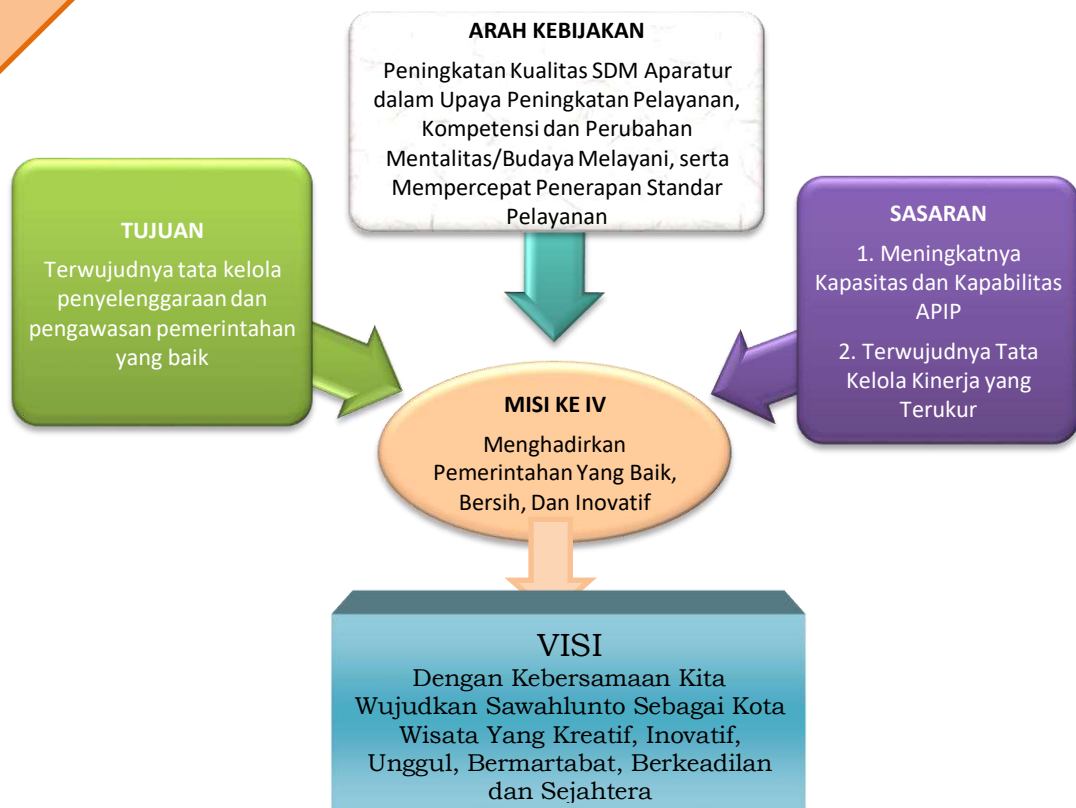 ARAH KEBIJAKAN
Peningkatan Kualitas SDM Aparatur
dalam Upaya Peningkatan Pelayanan,
Kompetensi dan Perubahan
Mentalitas/Budaya Melayani, serta
Mempercepat Penerapan Standar
Pelayanan
TUJUAN
Terwujudnya tata kelola
penyelenggaraan dan
pengawasan pemerintahan
yang baik
SASARAN
1. Meningkatnya
Kapasitas dan Kapabilitas
APIP
2. Terwujudnya Tata
Kelola Kinerja yang
Terukur
MISI KE IV
Menghadirkan
Pemerintahan Yang Baik,
Bersih, Dan Inovatif
VISI
Dengan Kebersamaan Kita
Wujudkan Sawahlunto Sebagai Kota
Wisata Yang Kreatif, Inovatif,
Unggul, Bermartabat, Berkeadilan
dan Sejahtera